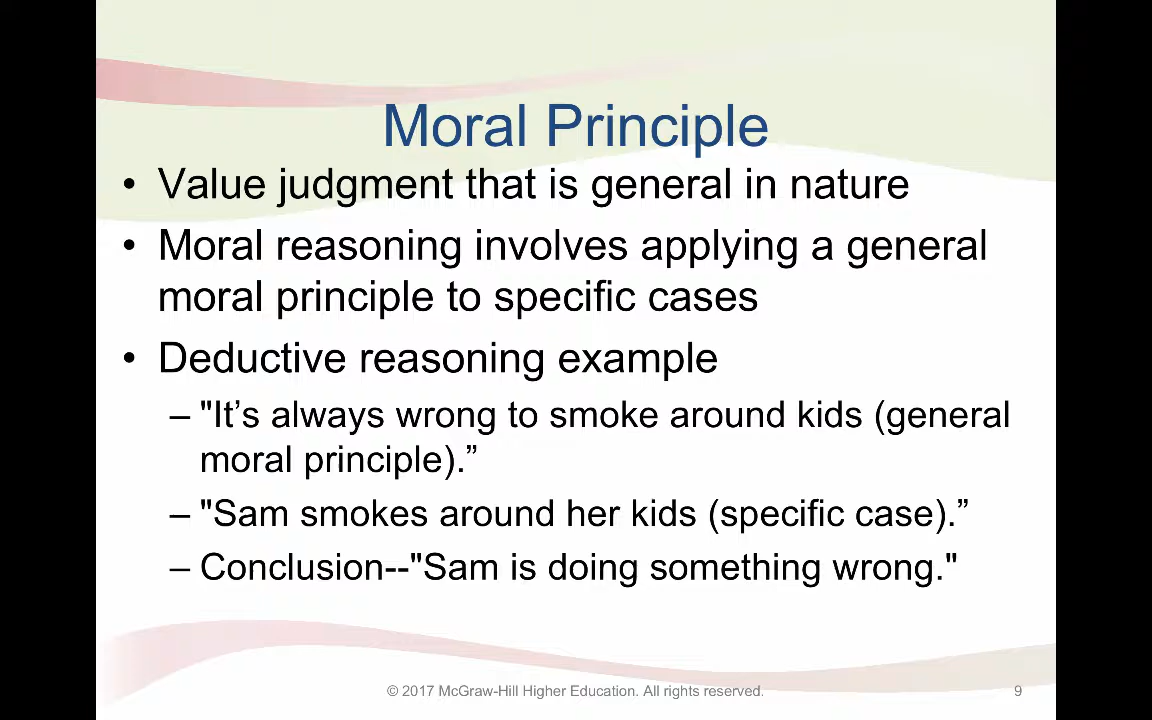 Moral Principle
• Value judgment that is general in nature
• Moral reasoning involves applying a general
moral principle to specific cases
• Deductive reasoning example
– "It’s always wrong to smoke around kids (general
moral principle).”
– "Sam smokes around her kids (specific case).”
– Conclusion--"Sam is doing something wrong."
© 2017 McGraw-Hill Higher Education. All rights reserved.
9